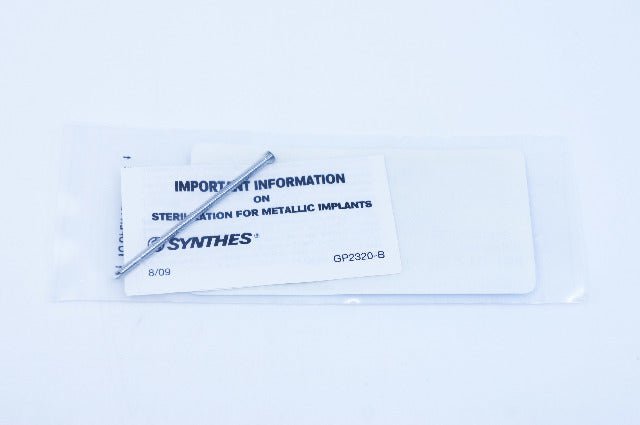 IMPORTANT INFORMATION
ON
STERILIZATION FOR METALLIC IMPLANTS
SYNTHES®
8/09
GP2320-B